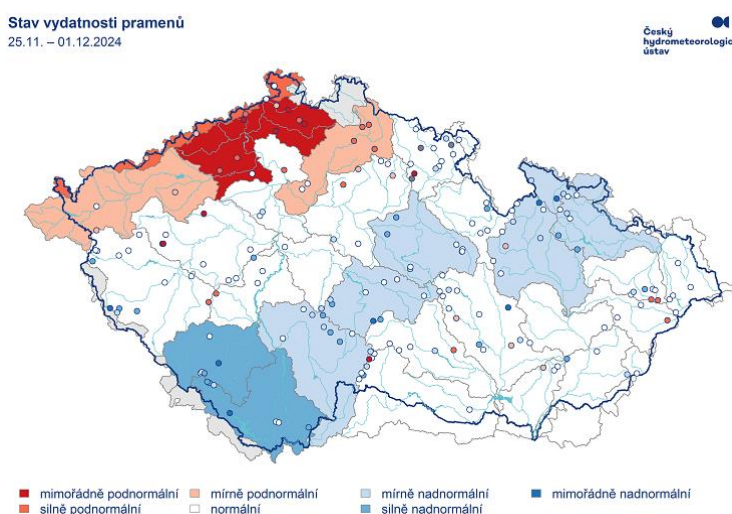 Stav vydatnosti pramenů
25.11. – 01.12.2024
Český
hydrometeorologic
ústav
mimořádně podnormální
mírně podnormální
mírně nadnormální
mimořádně nadnormální
silně podnormální
normální
silně nadnormální